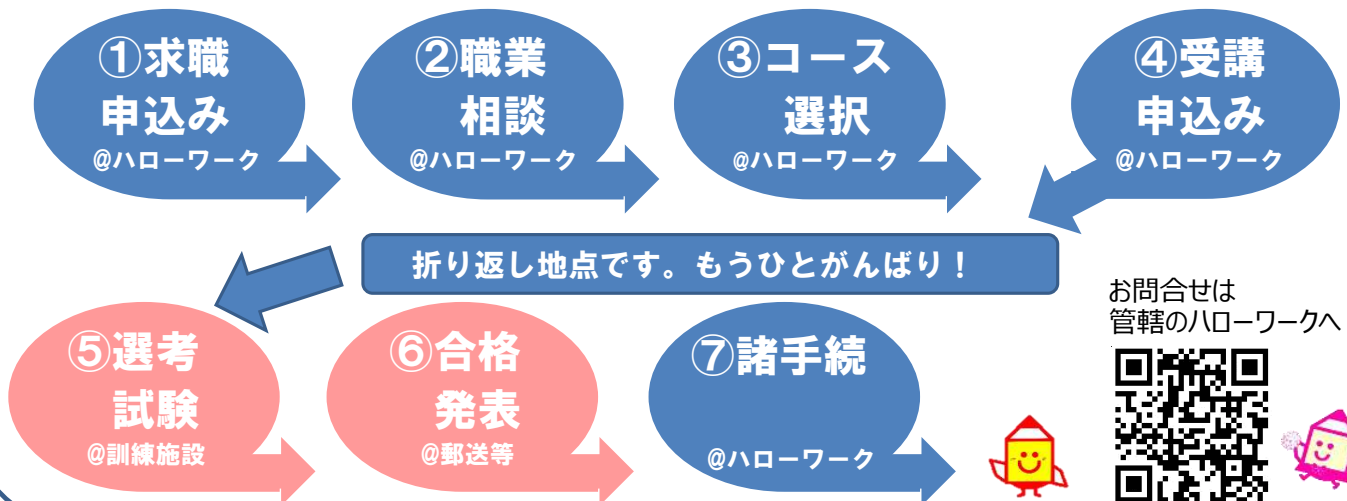 ①求職
申込み
@ハローワーク
②職業
相談
@ハローワーク
③コース
選択
@ハローワーク
④受講
申込み
@ハローワーク
折り返し地点です。もうひとがんばり！
お問合せは
管轄のハローワークへ
⑤選考
試験
@訓練施設
⑥合格
発表
@郵送等
⑦諸手続
@ハローワーク